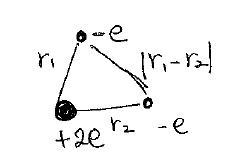 -e
r₁
|r₁-r₂|
+2e
r₂
-e